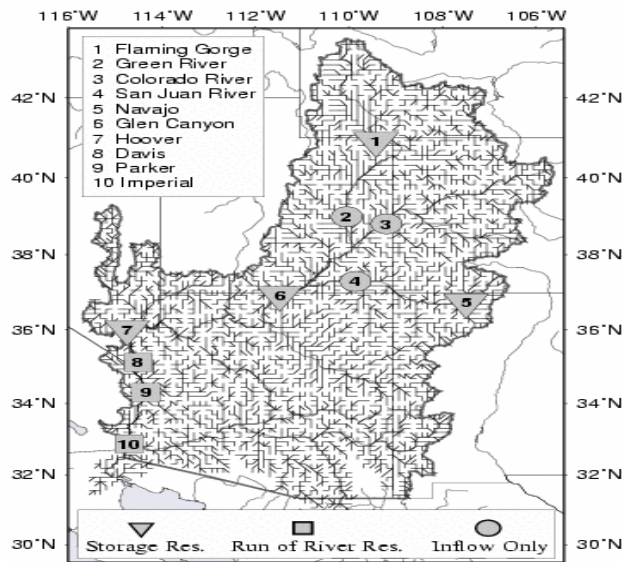 116°W 114°W 112°W 110°W 108°W 106°W
1 Flaming Gorge
2 Green River
3 Colorado River
4 San Juan River
5 Navajo
6 Glen Canyon
7 Hoover
8 Davis
9 Parker
10 Imperial
42°N 42°N
1
40°N 40°N
2 3
38°N 38°N
4
6 5
36°N 7 36°N
8
34°N 9 34°N
10
32°N 32°N
Storage Res. Run of River Res. Inflow Only
30°N 30°N